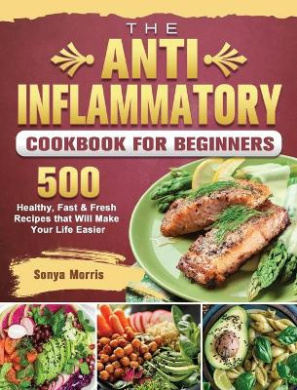 THE
ANTI
INFLAMMATORY
COOKBOOK FOR BEGINNERS
500
Healthy, Fast & Fresh
Recipes that Will Make
Your Life Easier
Sonya Morris